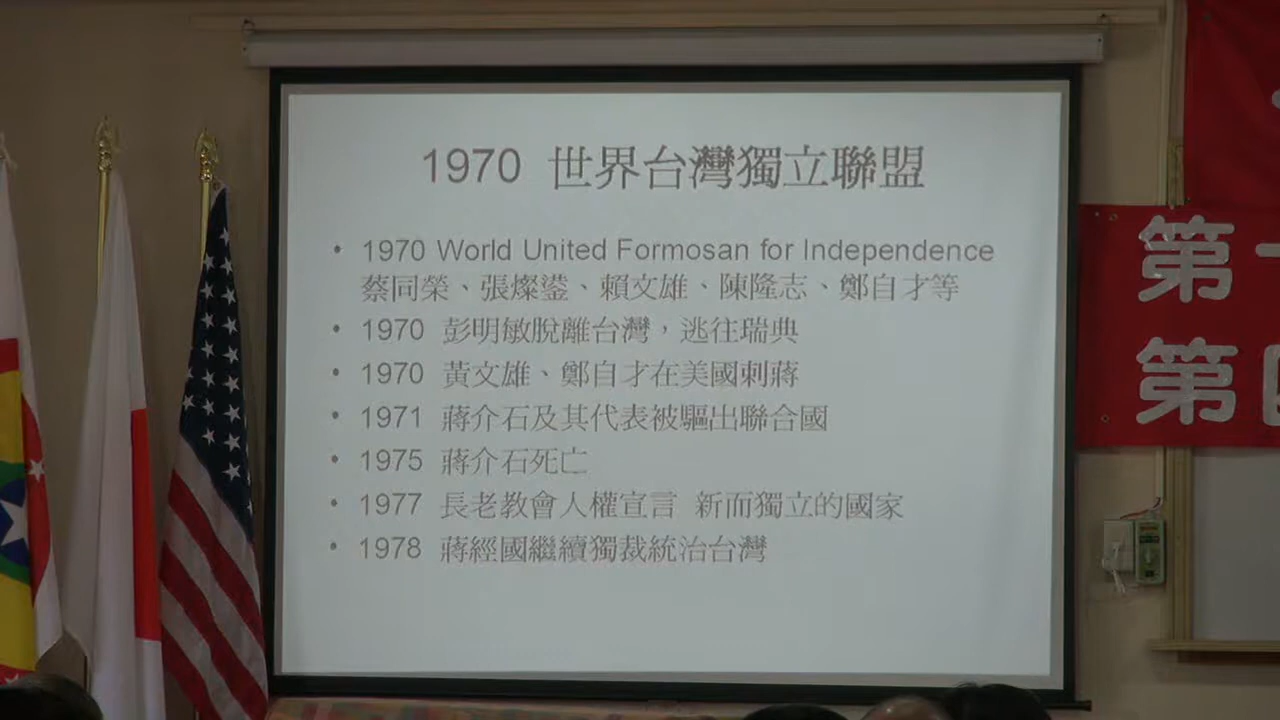 1970 世界台灣獨立聯盟
• 1970 World United Formosan for Independence
蔡同榮、張燦鍙、賴文雄、陳隆志、鄭自才等
• 1970 彭明敏脫離台灣，逃往瑞典
• 1970 黃文雄、鄭自才在美國刺蔣
• 1971 蔣介石及其代表被驅出聯合國
• 1975 蔣介石死亡
• 1977 長老教會人權宣言 新而獨立的國家
• 1978 蔣經國繼續獨裁統治台灣
第
第